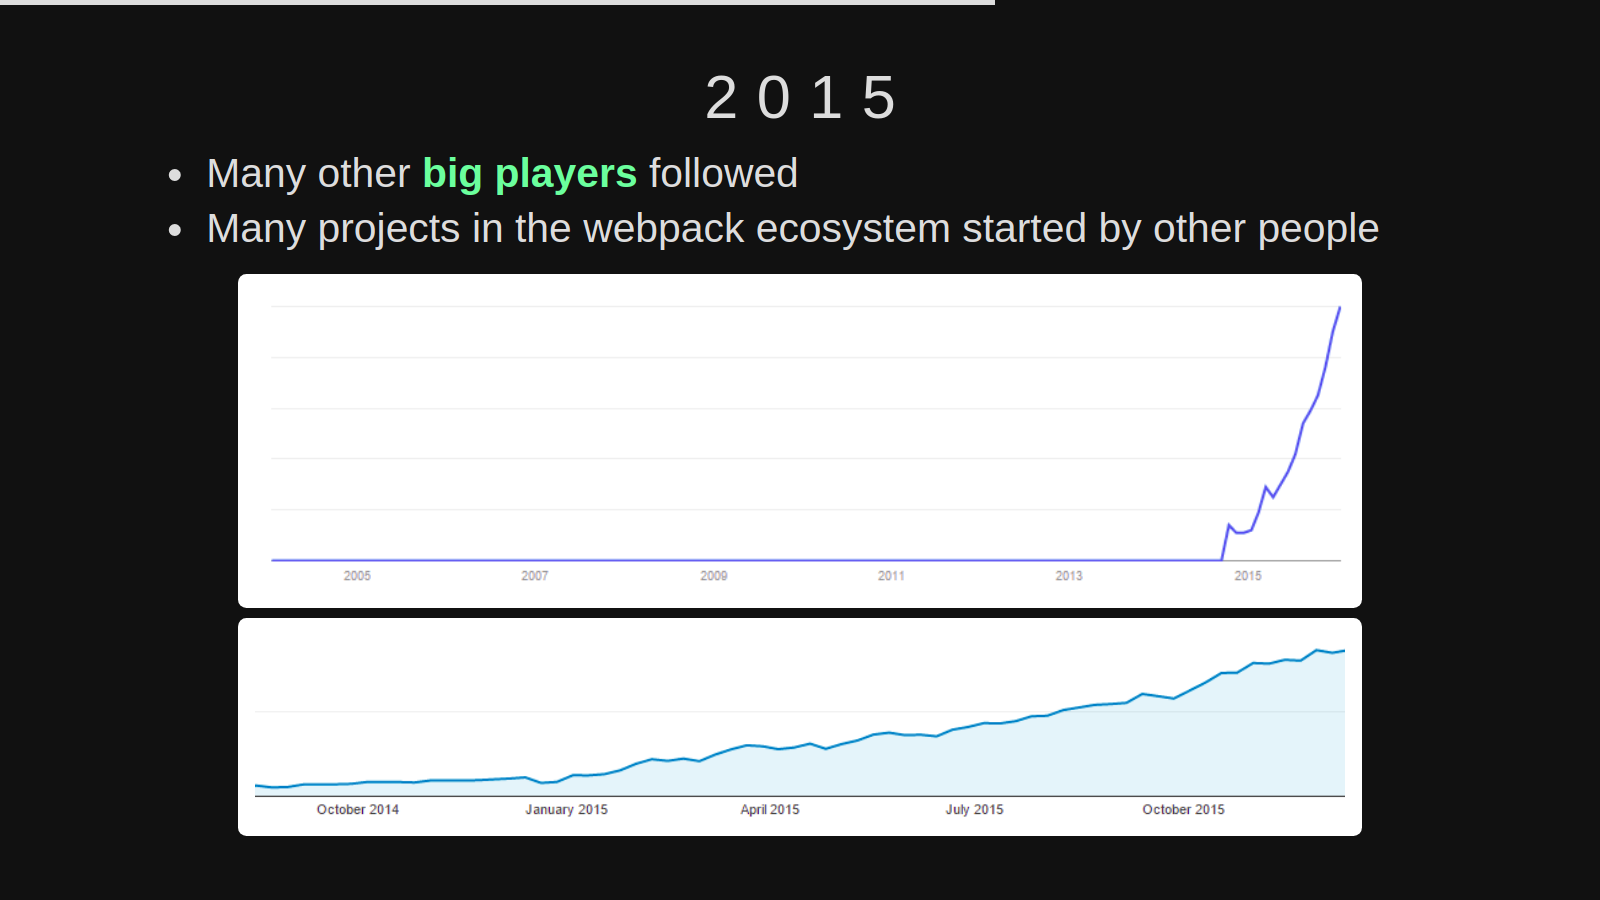 2015
Many other big players followed
Many projects in the webpack ecosystem started by other people
2005 2007 2009 2011 2013 2015
October 2014 January 2015 April 2015 July 2015 October 2015